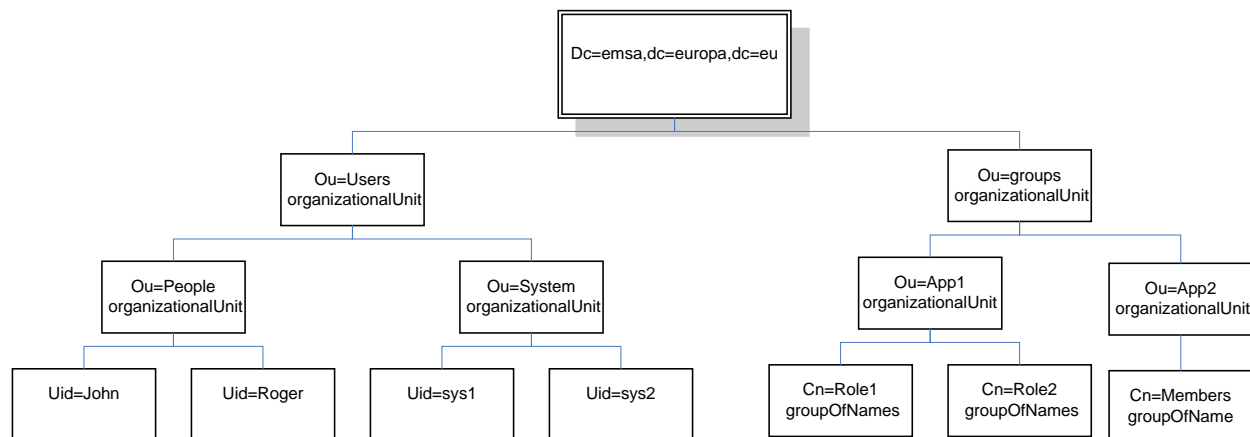 Dc=emsa,dc=europa,dc=eu
Ou=Users
organizationalUnit
Ou=groups
organizationalUnit
Ou=People
organizationalUnit
Ou=System
organizationalUnit
Ou=App1
organizationalUnit
Ou=App2
organizationalUnit
Uid=John
Uid=Roger
Uid=sys1
Uid=sys2
Cn=Role1
groupOfNames
Cn=Role2
groupOfNames
Cn=Members
groupOfName